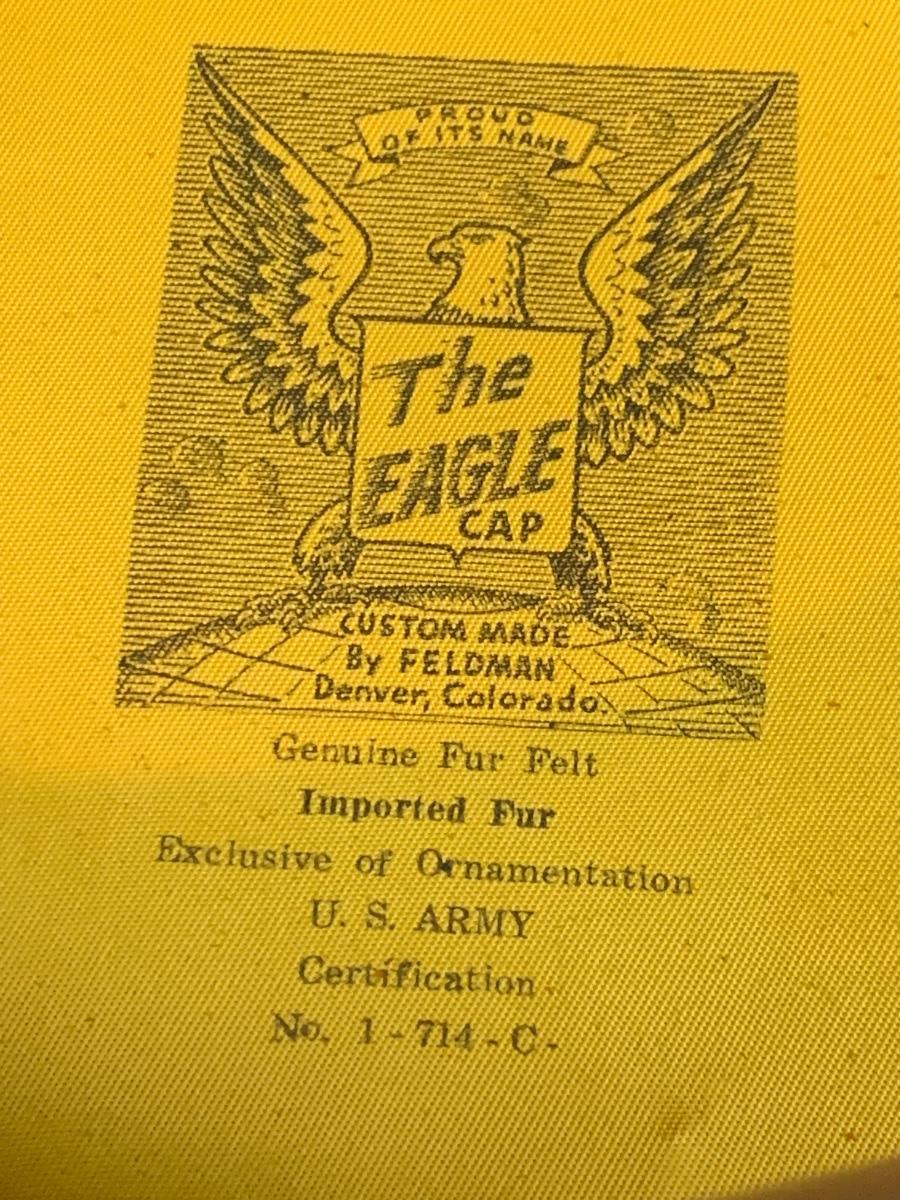 PROUD
OF ITS NAME
The
EAGLE
CAP
CUSTOM MADE
By FELDMAN
Denver, Colorado.
Genuine Fur Felt
Imported Fur
Exclusive of Ornamentation
U. S. ARMY
Certification
No. 1 - 714 - C -